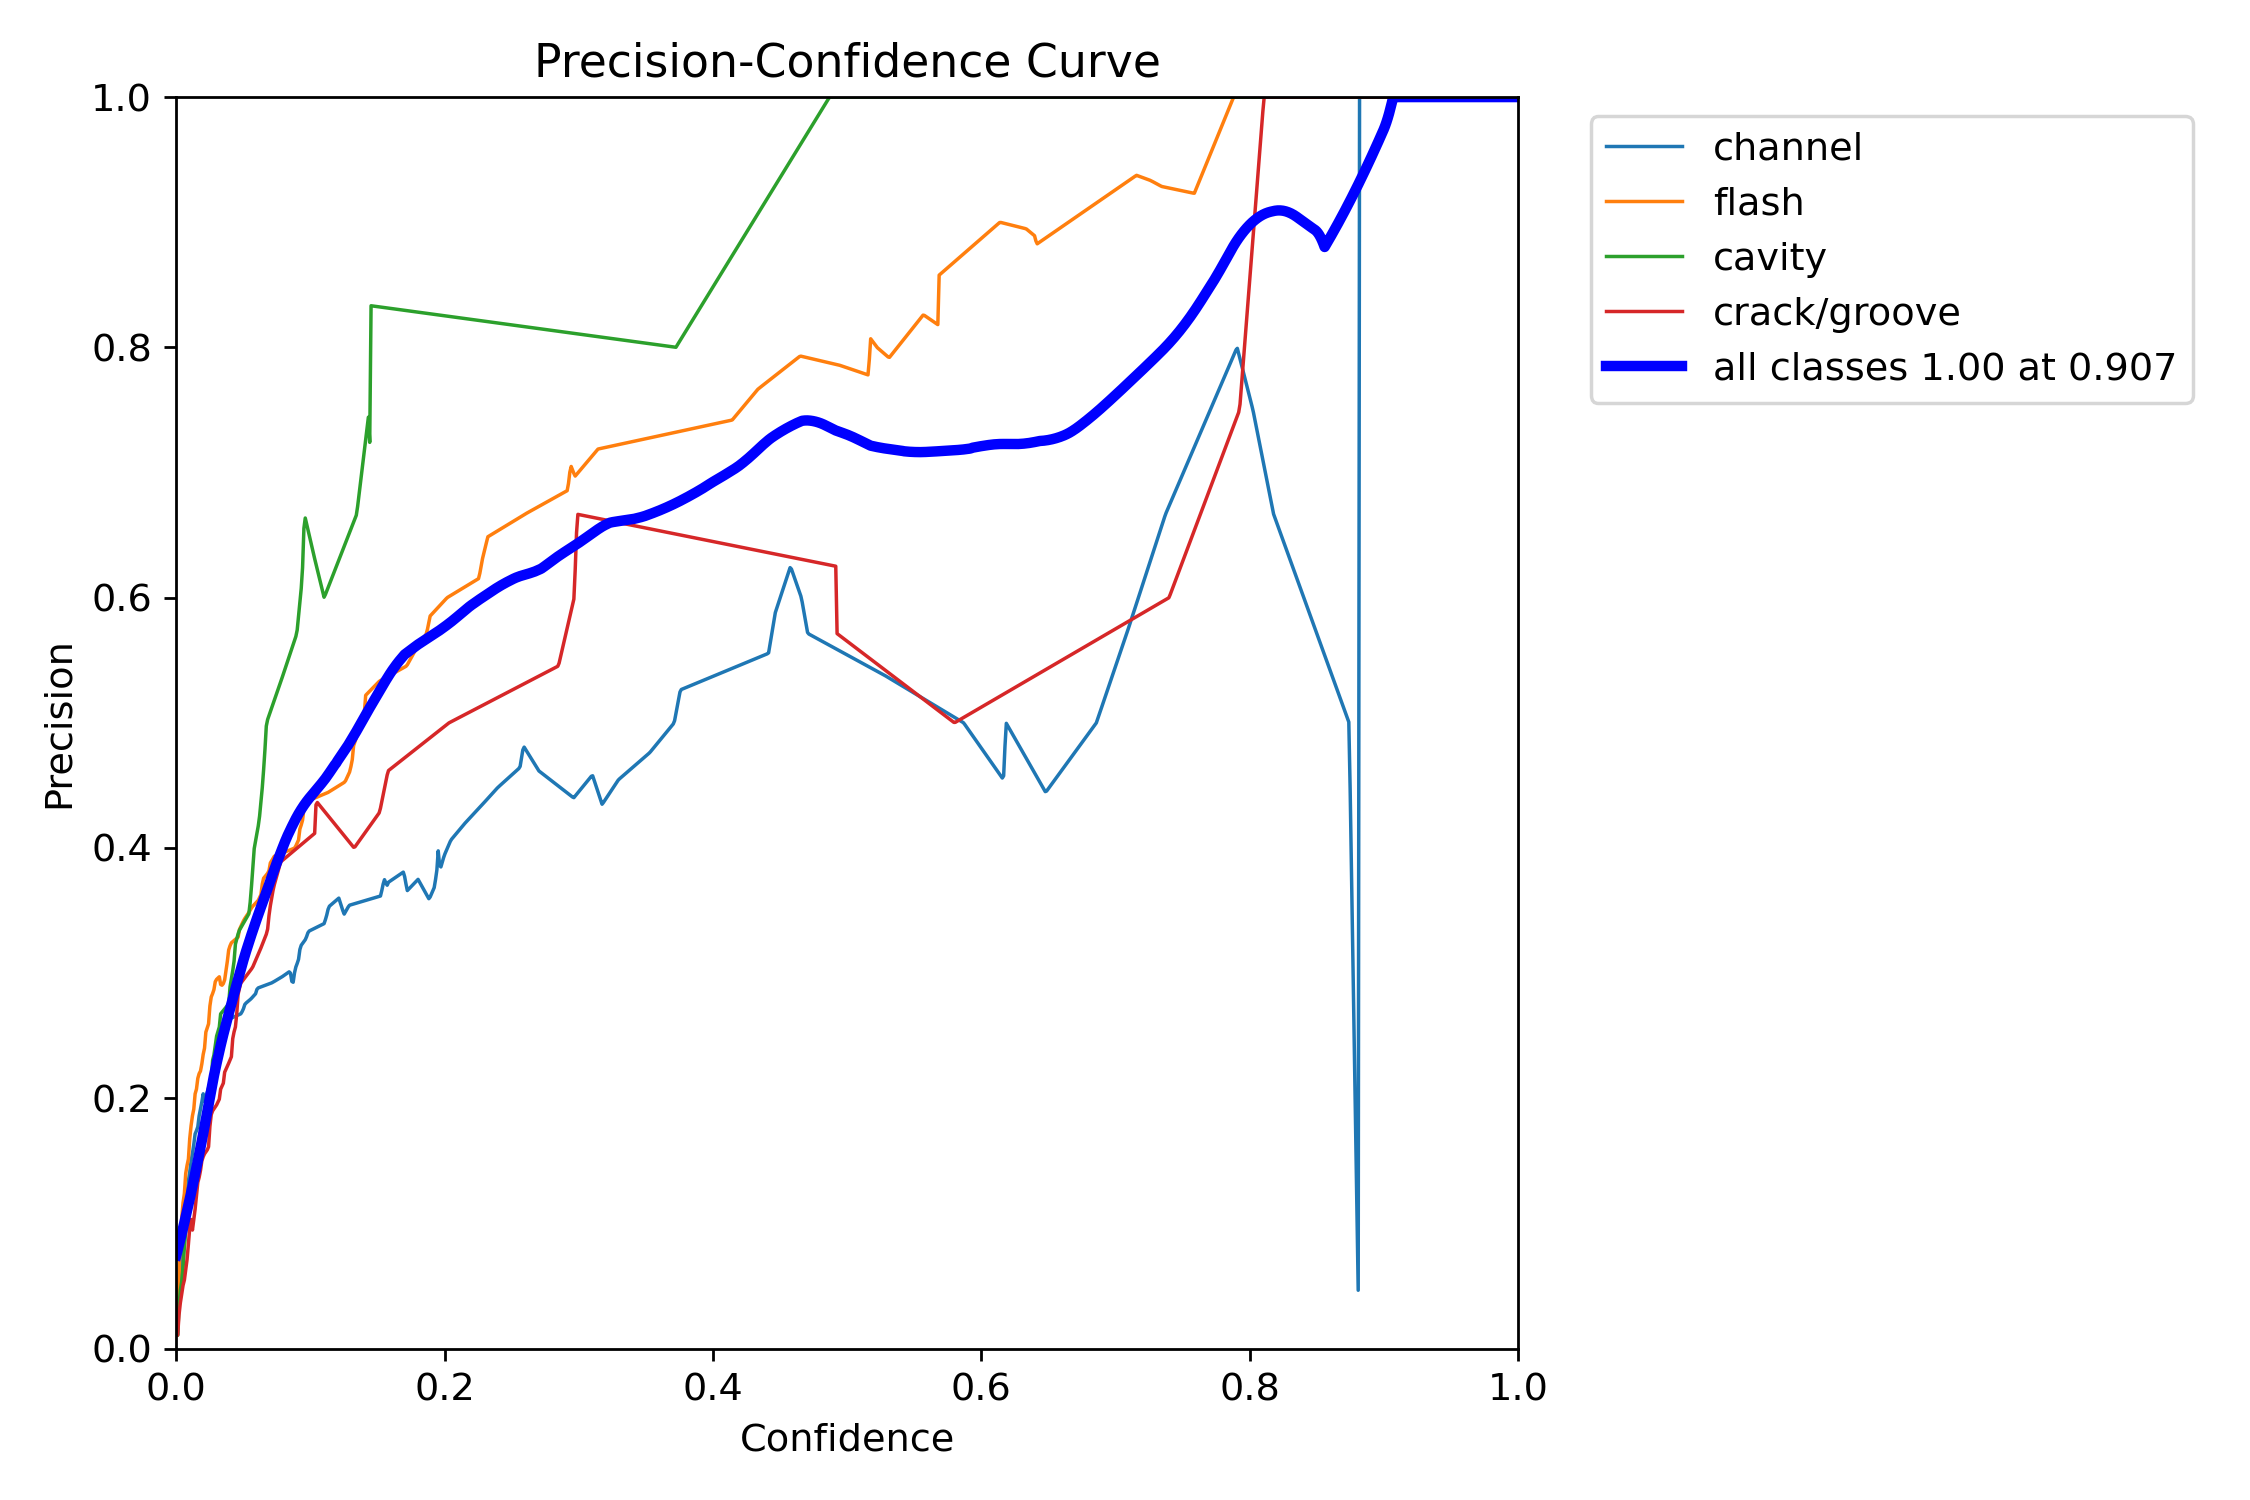 Precision-Confidence Curve
1.0
0.8
0.6
0.4
0.2
0.0
Precision
0.0 0.2 0.4 0.6 0.8 1.0
Confidence
channel
flash
cavity
crack/groove
all classes 1.00 at 0.907